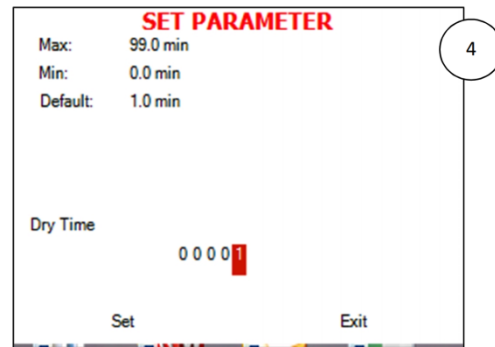 SET PARAMETER
4
Max: 99.0 min
Min: 0.0 min
Default: 1.0 min
Dry Time
0 0 0 0 1
Set Exit